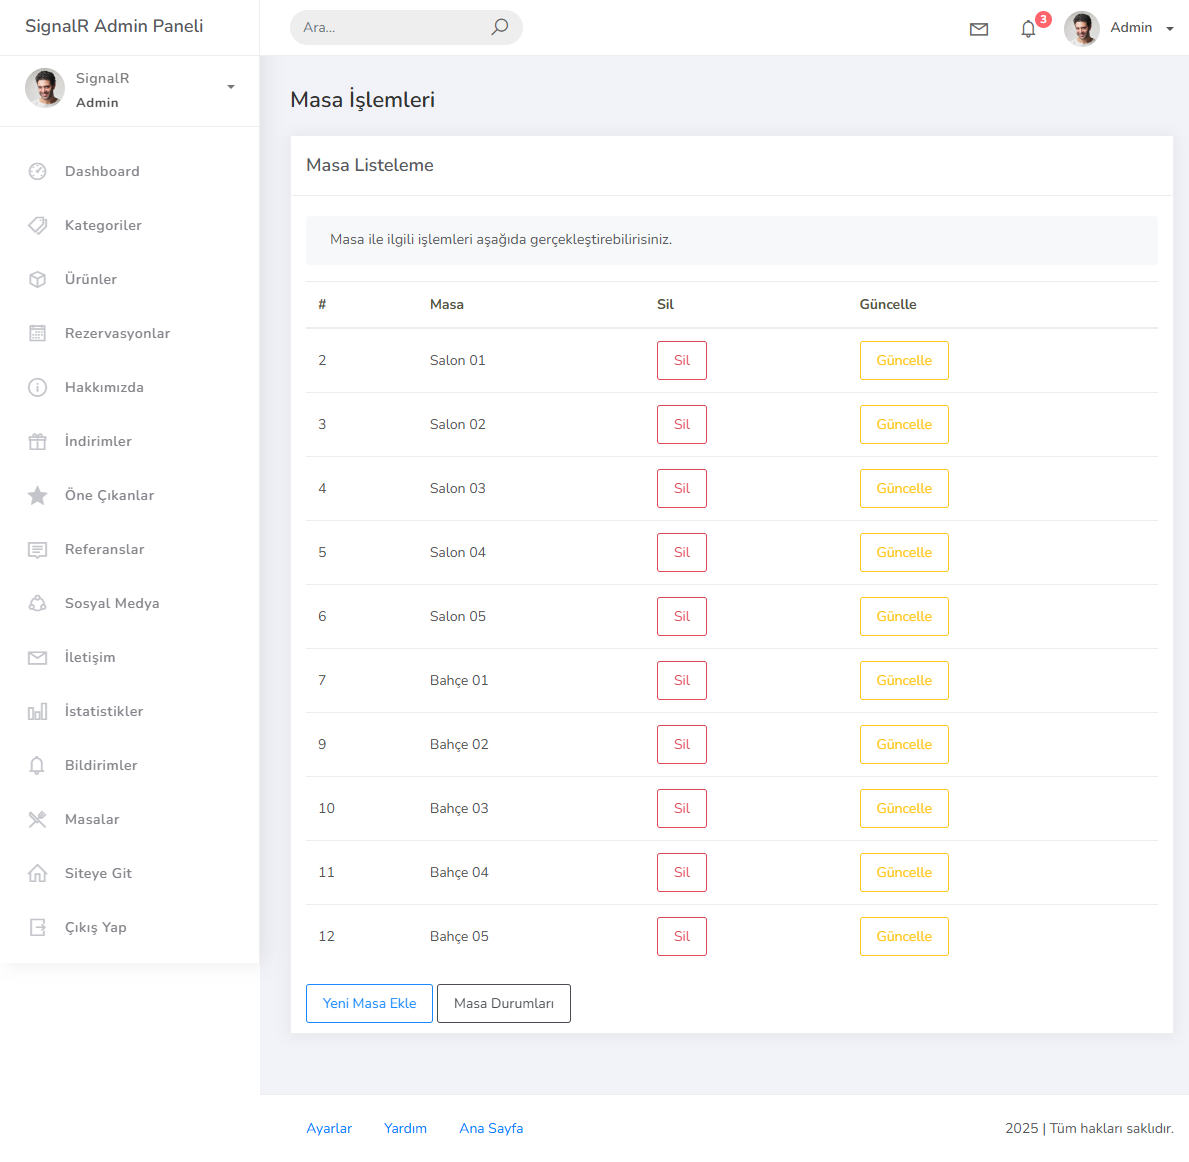 SignalR Admin Paneli
Ara...
3
Admin
SignalR
Admin
Dashboard
Kategoriler
Ürünler
Rezervasyonlar
Hakkımızda
İndirimler
Öne Çıkanlar
Referanslar
Sosyal Medya
İletişim
İstatistikler
Bildirimler
Masalar
Siteye Git
Çıkış Yap
Masa İşlemleri
Masa Listeleme
Masa ile ilgili işlemleri aşağıda gerçekleştirebilirisiniz.
# Masa Sil Güncelle
2 Salon 01 Sil Güncelle
3 Salon 02 Sil Güncelle
4 Salon 03 Sil Güncelle
5 Salon 04 Sil Güncelle
6 Salon 05 Sil Güncelle
7 Bahçe 01 Sil Güncelle
9 Bahçe 02 Sil Güncelle
10 Bahçe 03 Sil Güncelle
11 Bahçe 04 Sil Güncelle
12 Bahçe 05 Sil Güncelle
Yeni Masa Ekle Masa Durumları
Ayarlar Yardım Ana Sayfa 2025 | Tüm hakları saklıdır.